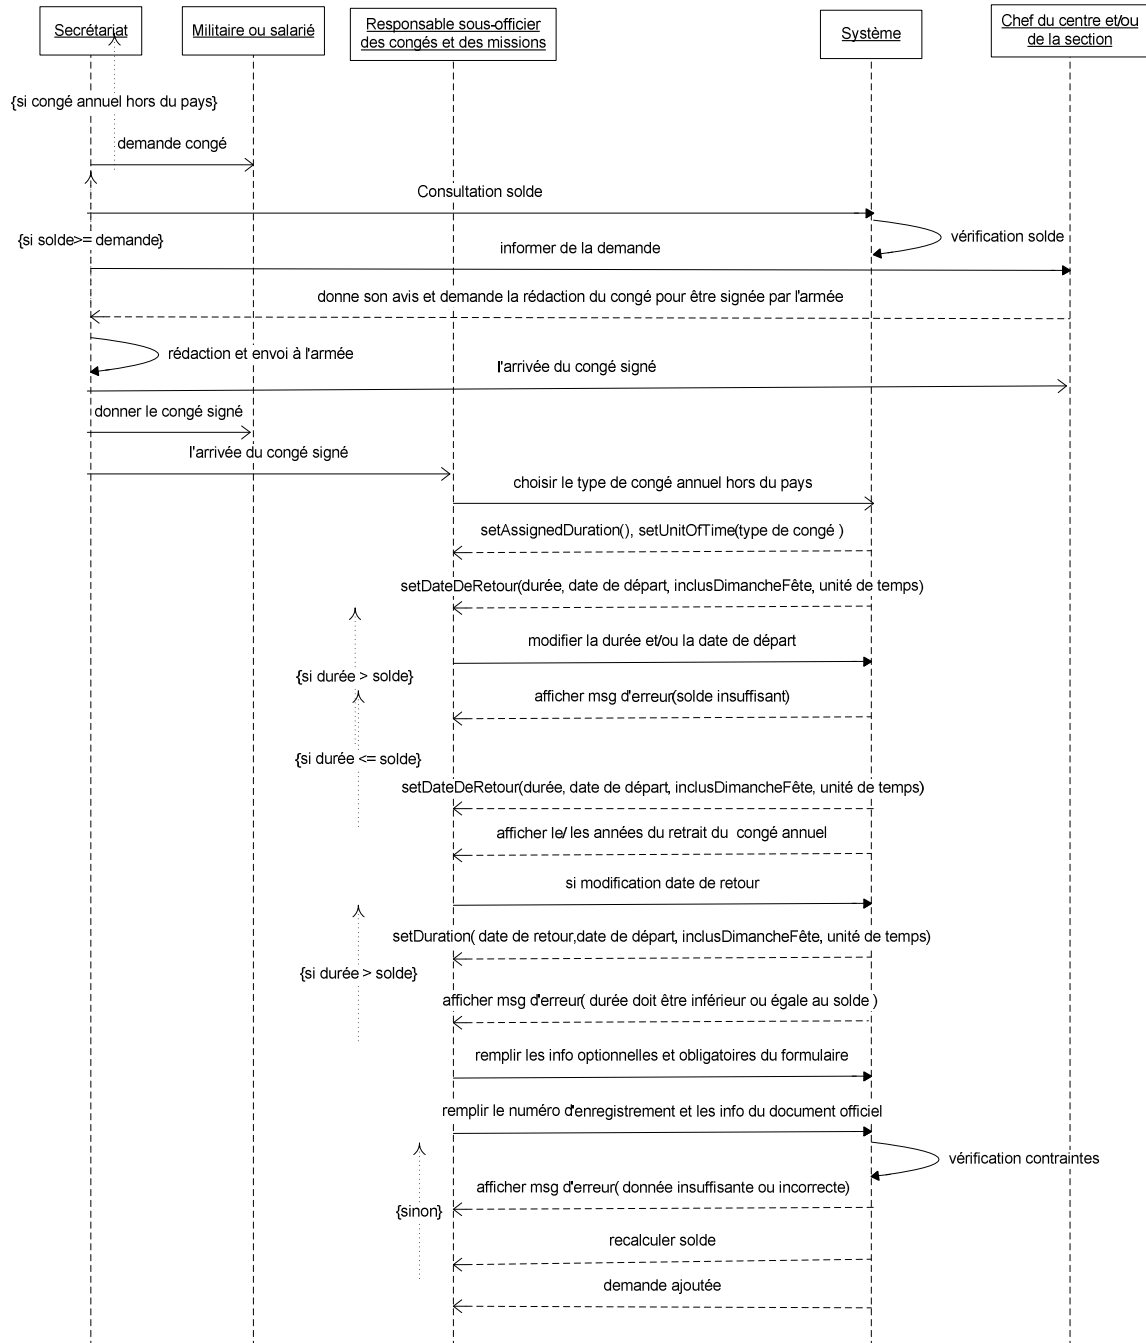 Secrétariat
Militaire ou salarié
Responsable sous-officier
des congés et des missions
Système
Chef du centre et/ou
de la section
{si congé annuel hors du pays}
demande congé
Consultation solde
{si solde>= demande}
vérification solde
informer de la demande
donne son avis et demande la rédaction du congé pour être signée par l'armée
rédaction et envoi à l'armée
l'arrivée du congé signé
donner le congé signé
l'arrivée du congé signé
choisir le type de congé annuel hors du pays
setAssignedDuration(), setUnitOfTime(type de congé )
setDateDeRetour(durée, date de départ, inclusDimancheFête, unité de temps)
modifier la durée et/ou la date de départ
{si durée > solde}
afficher msg d'erreur(solde insuffisant)
{si durée <= solde}
setDateDeRetour(durée, date de départ, inclusDimancheFête, unité de temps)
afficher le/ les années du retrait du congé annuel
si modification date de retour
setDuration( date de retour,date de départ, inclusDimancheFête, unité de temps)
{si durée > solde}
afficher msg d'erreur( durée doit être inférieur ou égale au solde )
remplir les info optionnelles et obligatoires du formulaire
remplir le numéro d'enregistrement et les info du document officiel
vérification contraintes
afficher msg d'erreur( donnée insuffisante ou incorrecte)
{sinon}
recalculer solde
demande ajoutée